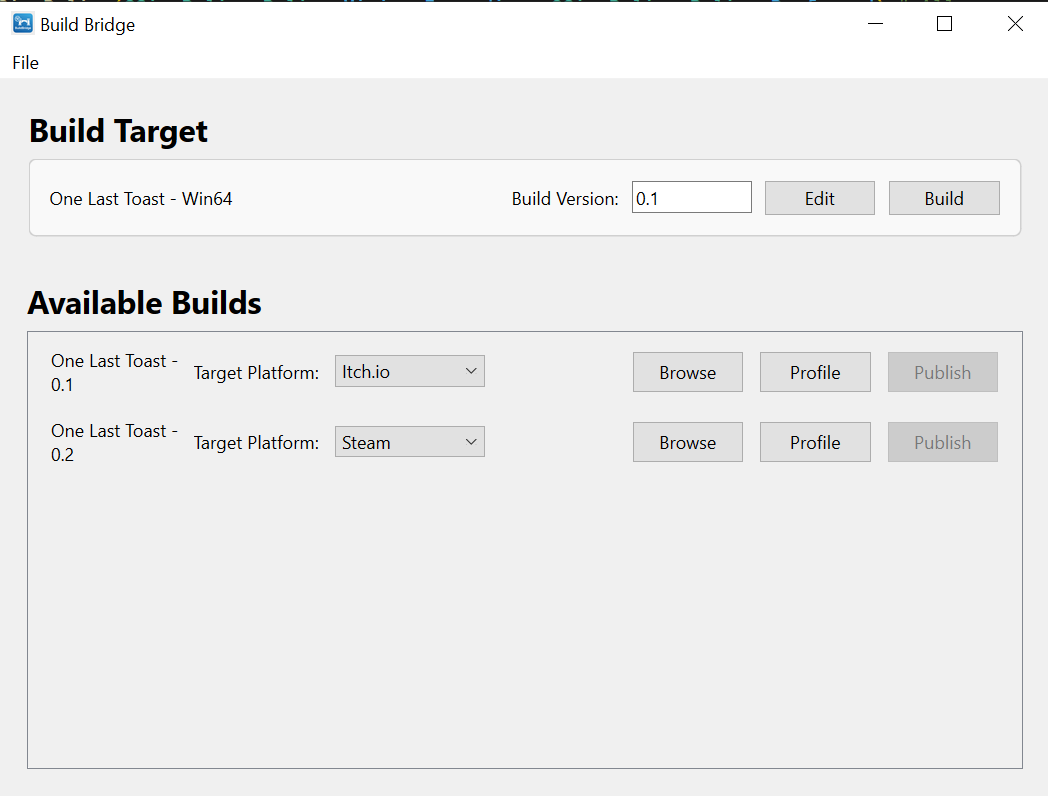 Build Bridge
File
Build Target
One Last Toast - Win64
Build Version:
0.1
Edit
Build
Available Builds
One Last Toast -
0.1
Target Platform:
Itch.io
Browse
Profile
Publish
One Last Toast -
0.2
Target Platform:
Steam
Browse
Profile
Publish